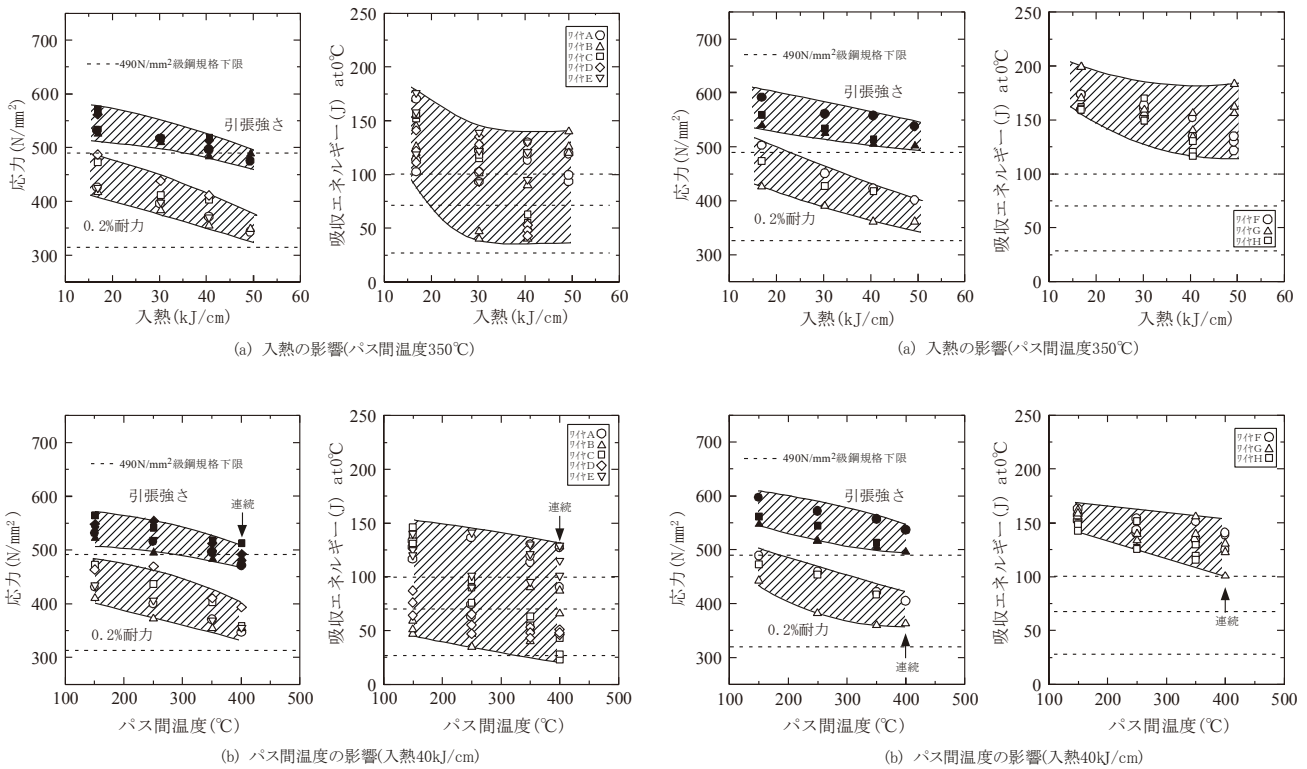 700
600
500
400
300
応力(N/mm²)
490N/mm²級鋼規格下限
引張強さ
0.2%耐力
10 20 30 40 50 60
入熱(kJ/cm)
250
200
150
100
50
0
吸収エネルギー(J) at0℃
ワイヤA
ワイヤB
ワイヤC
ワイヤD
ワイヤE
10 20 30 40 50 60
入熱(kJ/cm)
(a) 入熱の影響(パス間温度350℃)
700
600
500
400
300
応力(N/mm²)
490N/mm²級鋼規格下限
引張強さ
0.2%耐力
10 20 30 40 50 60
入熱(kJ/cm)
250
200
150
100
50
0
吸収エネルギー(J) at0℃
ワイヤF
ワイヤG
ワイヤH
10 20 30 40 50 60
入熱(kJ/cm)
(a) 入熱の影響(パス間温度350℃)
700
600
500
400
300
応力(N/mm²)
490N/mm²級鋼規格下限
引張強さ
連続
0.2%耐力
100 200 300 400 500
パス間温度(℃)
250
200
150
100
50
0
吸収エネルギー(J) at0℃
ワイヤA
ワイヤB
ワイヤC
ワイヤD
ワイヤE
連続
100 200 300 400 500
パス間温度(℃)
(b) パス間温度の影響(入熱40kJ/cm)
700
600
500
400
300
応力(N/mm²)
490N/mm²級鋼規格下限
引張強さ
0.2%耐力
連続
100 200 300 400 500
パス間温度(℃)
250
200
150
100
50
0
吸収エネルギー(J) at0℃
ワイヤF
ワイヤG
ワイヤH
連続
100 200 300 400 500
パス間温度(℃)
(b) パス間温度の影響(入熱40kJ/cm)